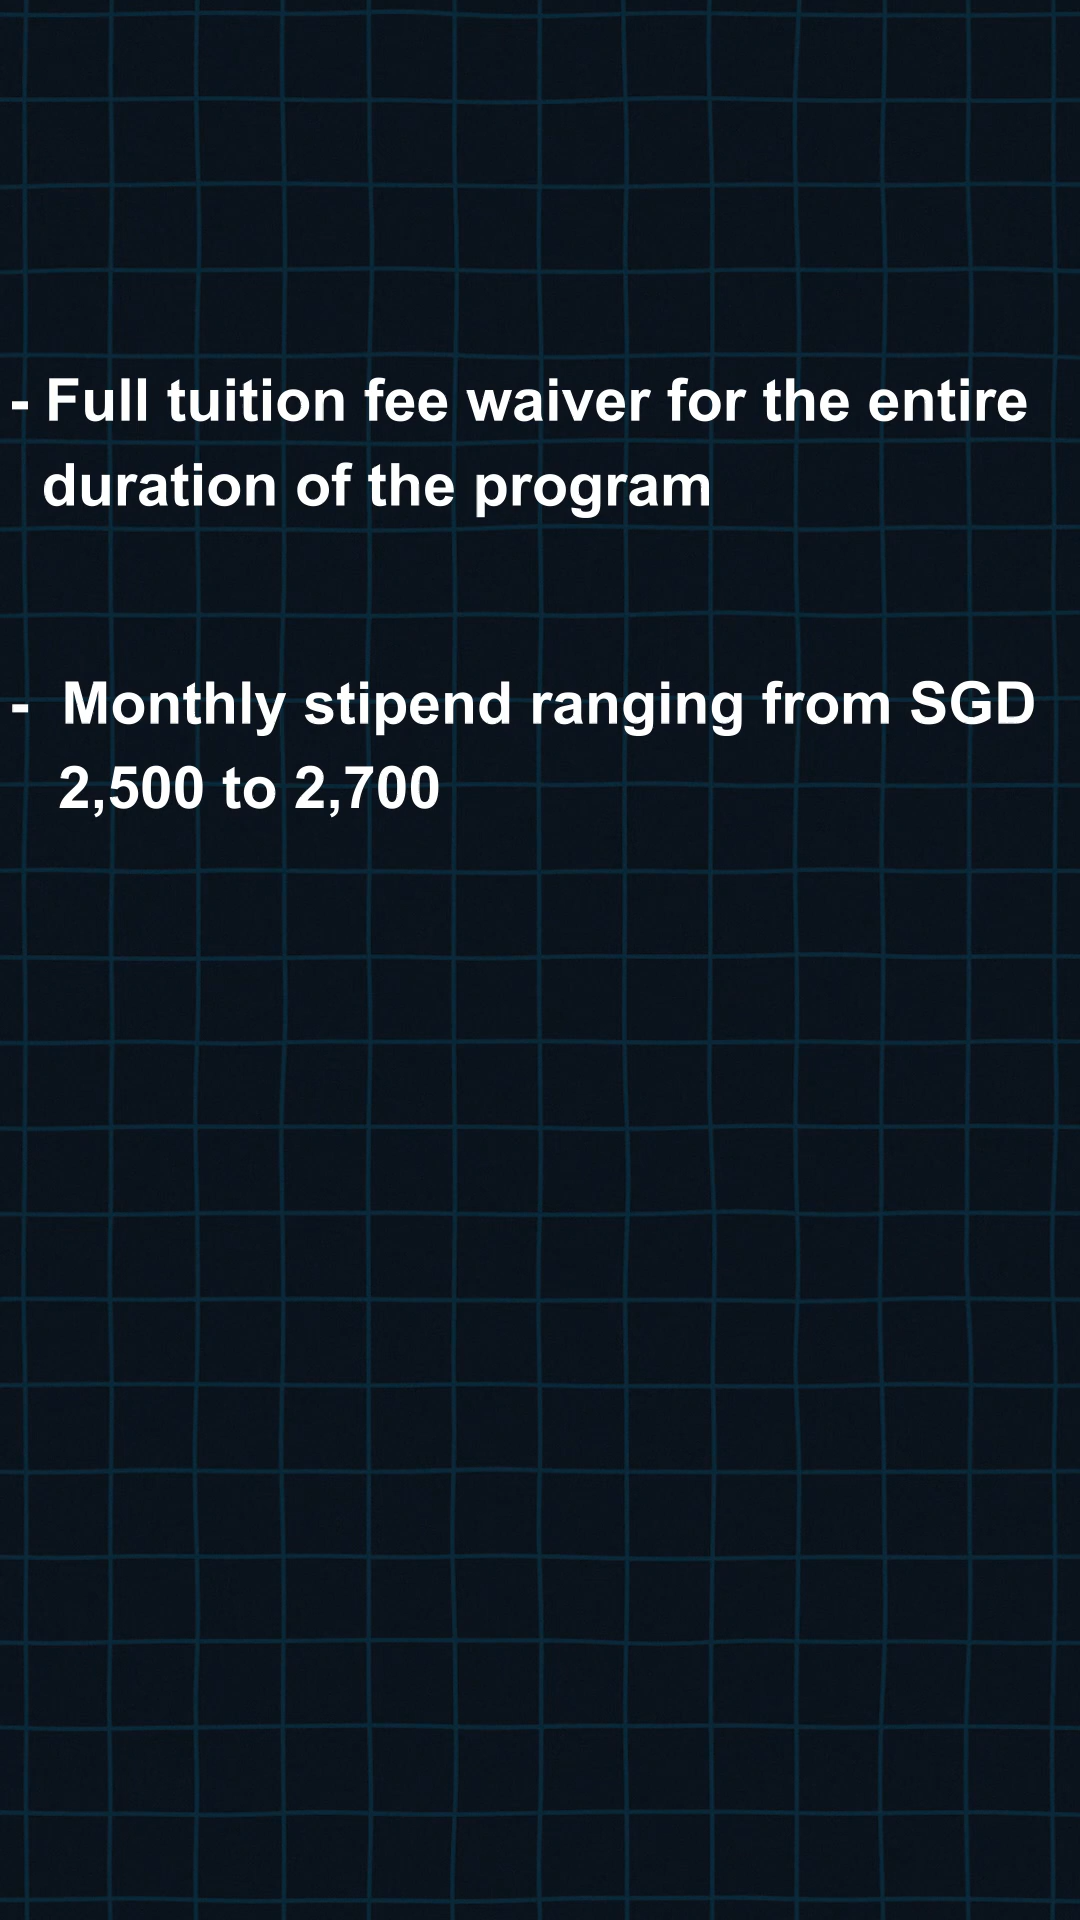 - Full tuition fee waiver for the entire
duration of the program
- Monthly stipend ranging from SGD
2,500 to 2,700